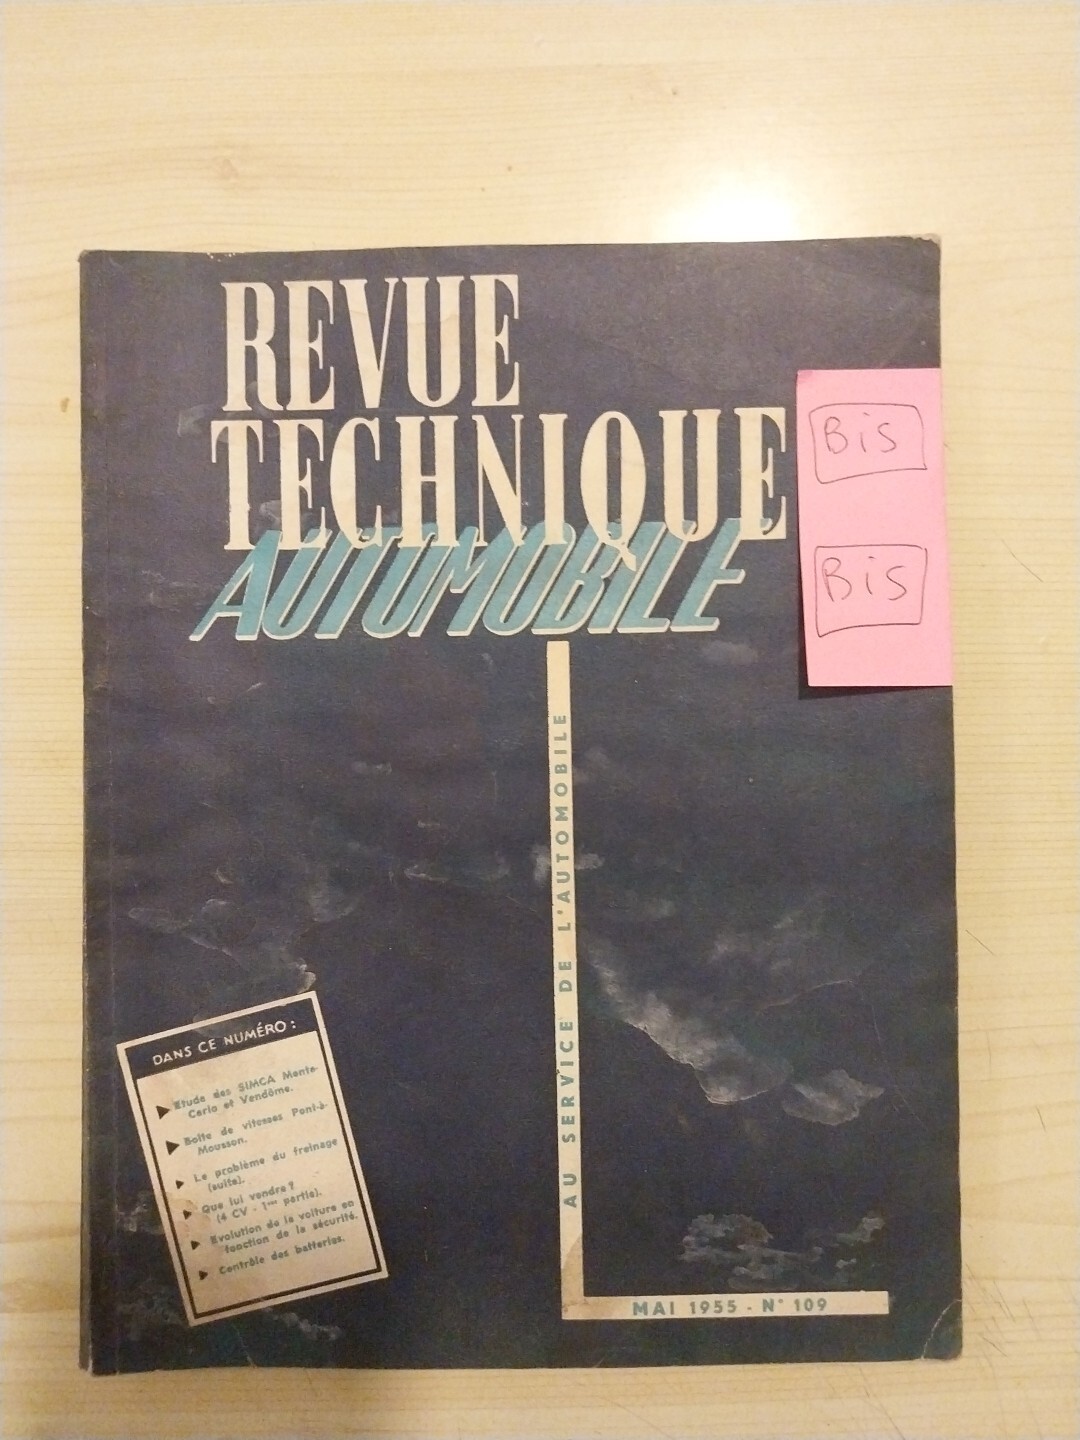 REVUE
TECHNIQUE
AUTOMOBILE
Bis
Bis
AU SERVICE DE L'AUTOMOBILE
DANS CE NUMÉRO :
Etude des SIMCA Monte-
Carlo et Vendôme.
Boîte de vitesses Pont-à-
Mousson.
Le problème du freinage
(suite).
Que lui vendre ?
(4 CV - 1ère partie).
Evolution de la voiture en
fonction de la sécurité.
Contrôle des batteries.
MAI 1955 - N° 109